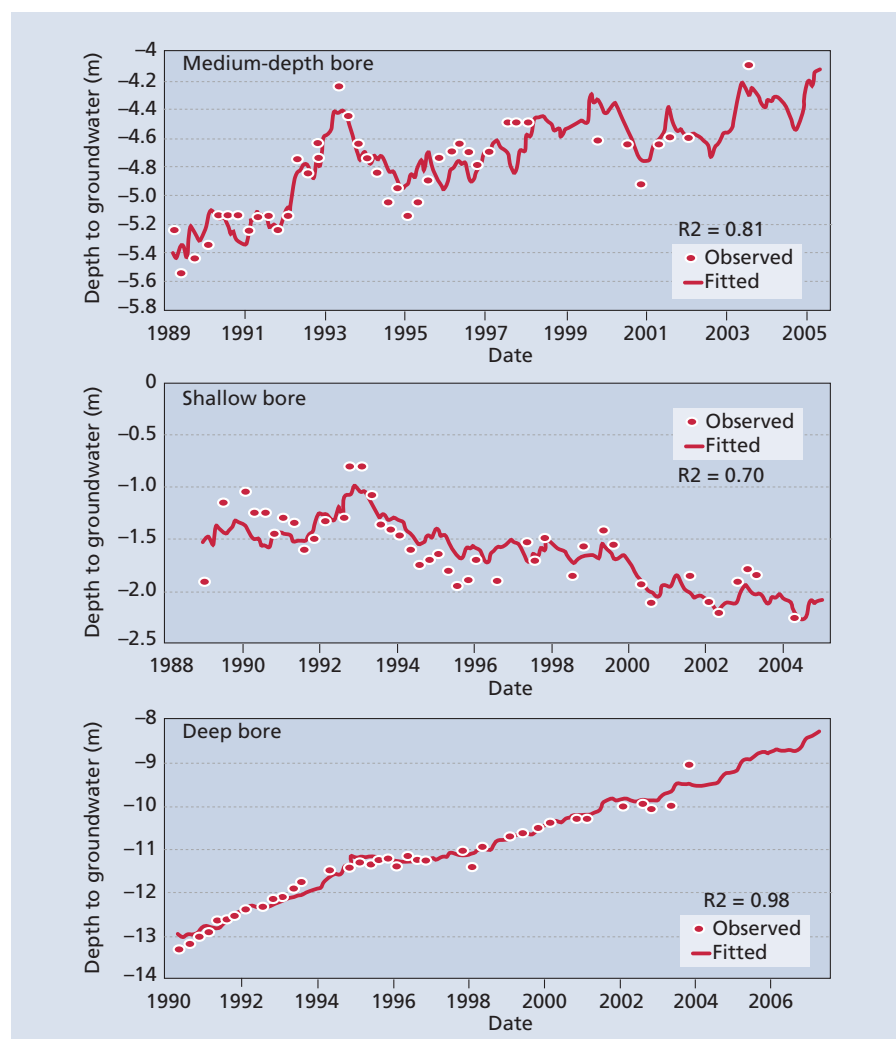 Medium-depth bore
Depth to groundwater (m)
–4
–4.2
–4.4
–4.6
–4.8
–5.0
–5.2
–5.4
–5.6
–5.8
R2 = 0.81
Observed
Fitted
1989 1991 1993 1995 1997 1999 2001 2003 2005
Date
Shallow bore
Depth to groundwater (m)
0
–0.5
–1.0
–1.5
–2.0
–2.5
Observed
Fitted
R2 = 0.70
1988 1990 1992 1994 1996 1998 2000 2002 2004
Date
Deep bore
Depth to groundwater (m)
–8
–9
–10
–11
–12
–13
–14
R2 = 0.98
Observed
Fitted
1990 1992 1994 1996 1998 2000 2002 2004 2006
Date